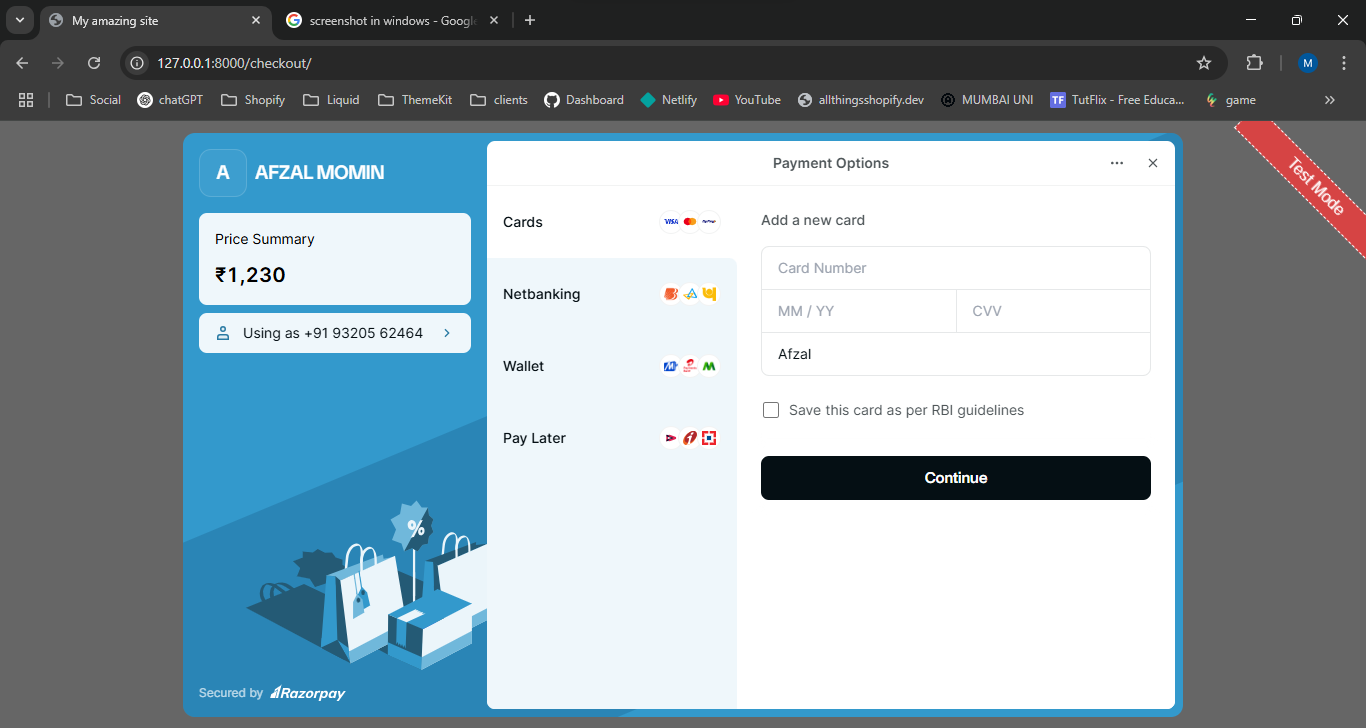 My amazing site
screenshot in windows - Google
127.0.0.1:8000/checkout/
M
Social
chatGPT
Shopify
Liquid
ThemeKit
clients
Dashboard
Netlify
YouTube
allthingsshopify.dev
MUMBAI UNI
TF TutFlix - Free Educa...
game
»
A AFZAL MOMIN
Price Summary
₹1,230
Using as +91 93205 62464
%
Secured by Razorpay
Payment Options
Cards
VISA
Netbanking
Wallet
Pay Later
Add a new card
Card Number
MM / YY
CVV
Afzal
Save this card as per RBI guidelines
Continue
Test Mode